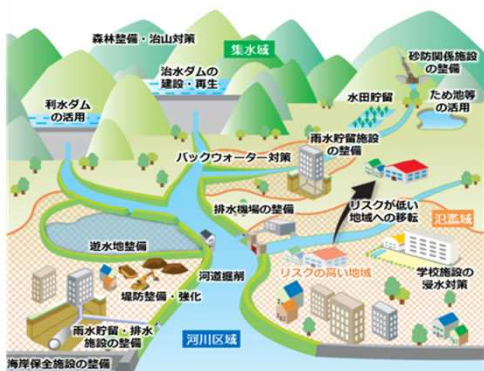 森林整備・治山対策
集水域
砂防関係施設
の整備
治水ダムの
建設・再生
水田貯留
ため池等
の活用
利水ダム
の活用
雨水貯留施設
の整備
バックウォーター対策
リスクが低い
地域への移転
排水機場の整備
氾濫域
遊水地整備
リスクの高い地域
学校施設の
浸水対策
河道掘削
堤防整備・強化
雨水貯留・排水
施設の整備
河川区域
海岸保全施設の整備